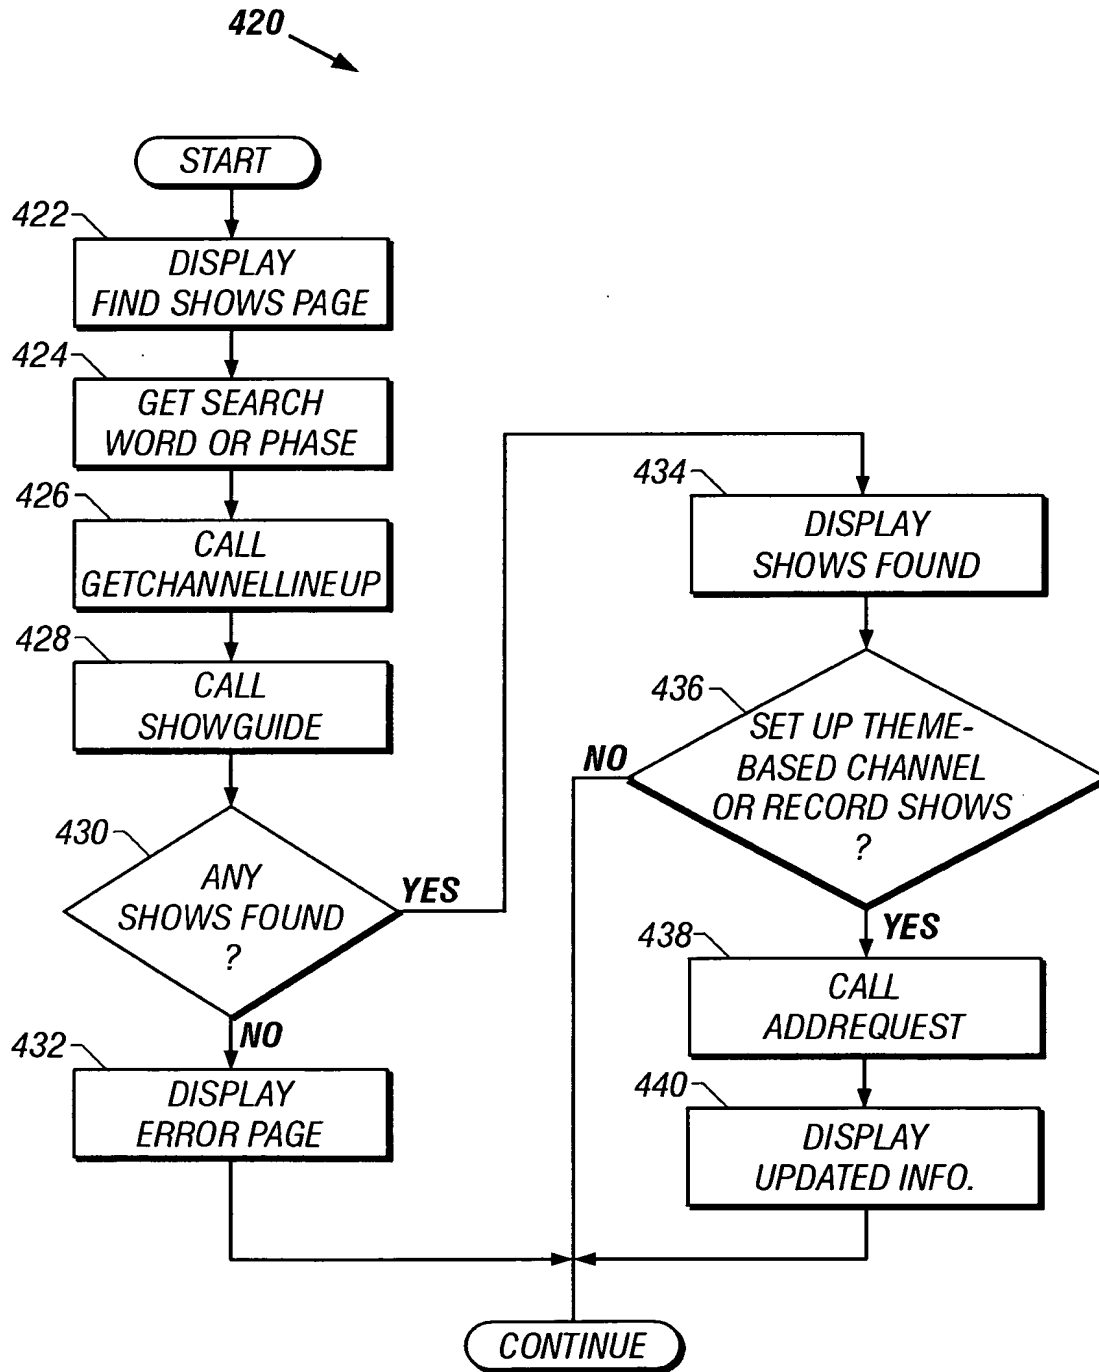 420
START
422
DISPLAY
FIND SHOWS PAGE
424
GET SEARCH
WORD OR PHASE
426
CALL
GETCHANNELLINEUP
428
CALL
SHOWGUIDE
430
ANY
SHOWS FOUND
?
YES
NO
432
DISPLAY
ERROR PAGE
434
DISPLAY
SHOWS FOUND
436
SET UP THEME-
BASED CHANNEL
OR RECORD SHOWS
?
NO
YES
438
CALL
ADDREQUEST
440
DISPLAY
UPDATED INFO.
CONTINUE